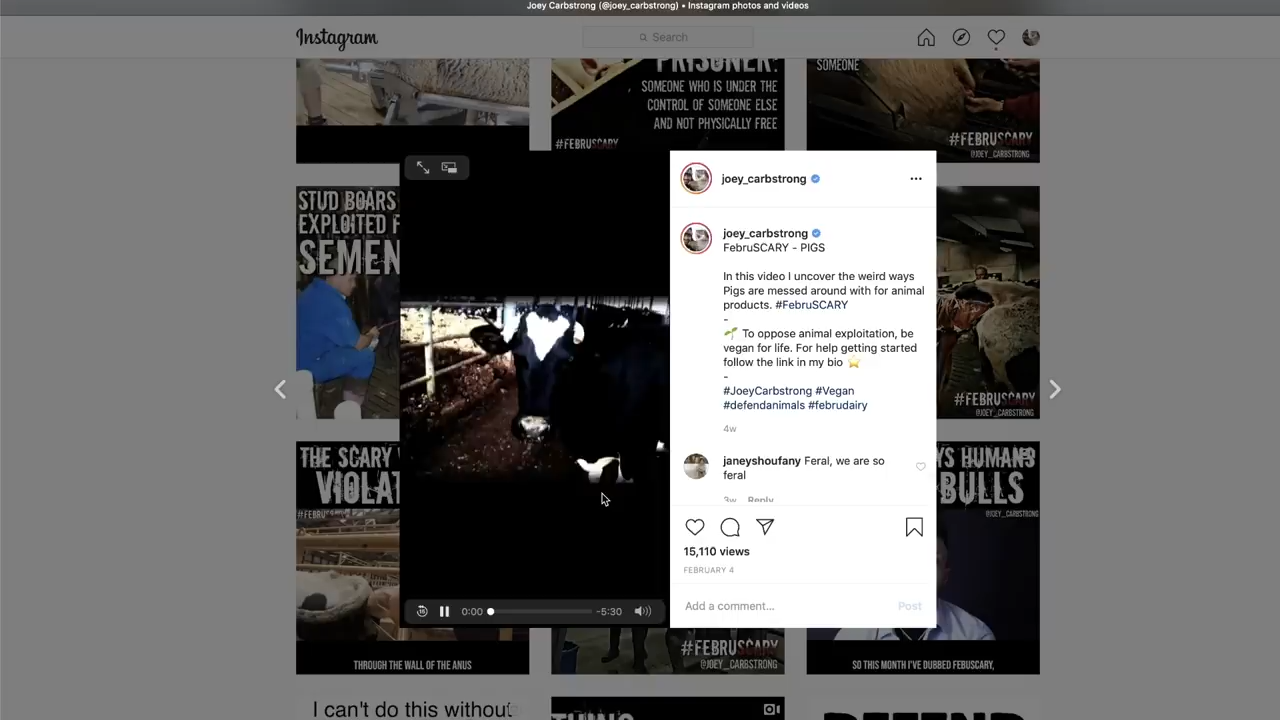 Joey Carbstrong (@joey_carbstrong) • Instagram photos and videos
Instagram
Search
PRISONER:
SOMEONE WHO IS UNDER THE
CONTROL OF SOMEONE ELSE
AND NOT PHYSICALLY FREE
#FEBRUSCARY
SOMEONE
#FEBRUSCARY
@JOEY_CARBSTRONG
STUD BOARS
EXPLOITED F
SEMEN
joey_carbstrong
joey_carbstrong
FebruSCARY - PIGS
In this video I uncover the weird ways
Pigs are messed around with for animal
products. #FebruSCARY
-
🌱 To oppose animal exploitation, be
vegan for life. For help getting started
follow the link in my bio ⭐
-
#JoeyCarbstrong #Vegan
#defendanimals #februdairy
4w
janeyshoufany Feral, we are so
feral
3w Reply
15,110 views
FEBRUARY 4
Add a comment... Post
0:00 -5:30
#FEBRUSCARY
@JOEY_CARBSTRONG
THE SCARY
VIOLAT
THROUGH THE WALL OF THE ANUS
#FEBRUSCARY
@JOEY_CARBSTRONG
YS HUMANS
BULLS
@JOEY_CARBSTRONG
SO THIS MONTH I'VE DUBBED FEBUSCARY,
I can't do this without